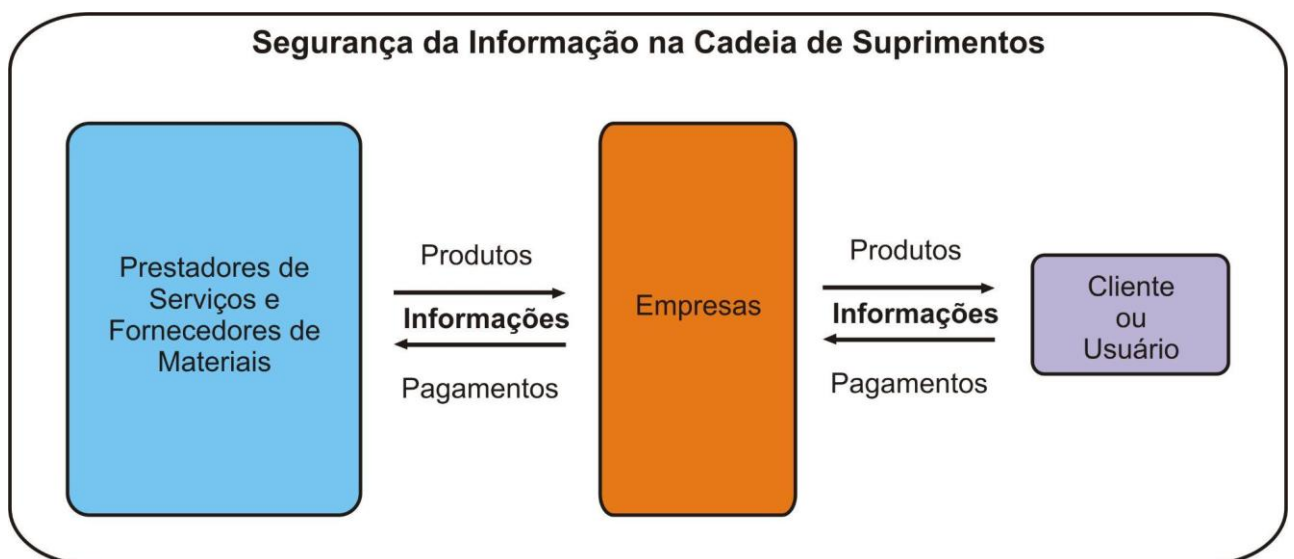 Segurança da Informação na Cadeia de Suprimentos
Prestadores de
Serviços e
Fornecedores de
Materiais
Produtos
Informações
Pagamentos
Empresas
Produtos
Informações
Pagamentos
Cliente
ou
Usuário